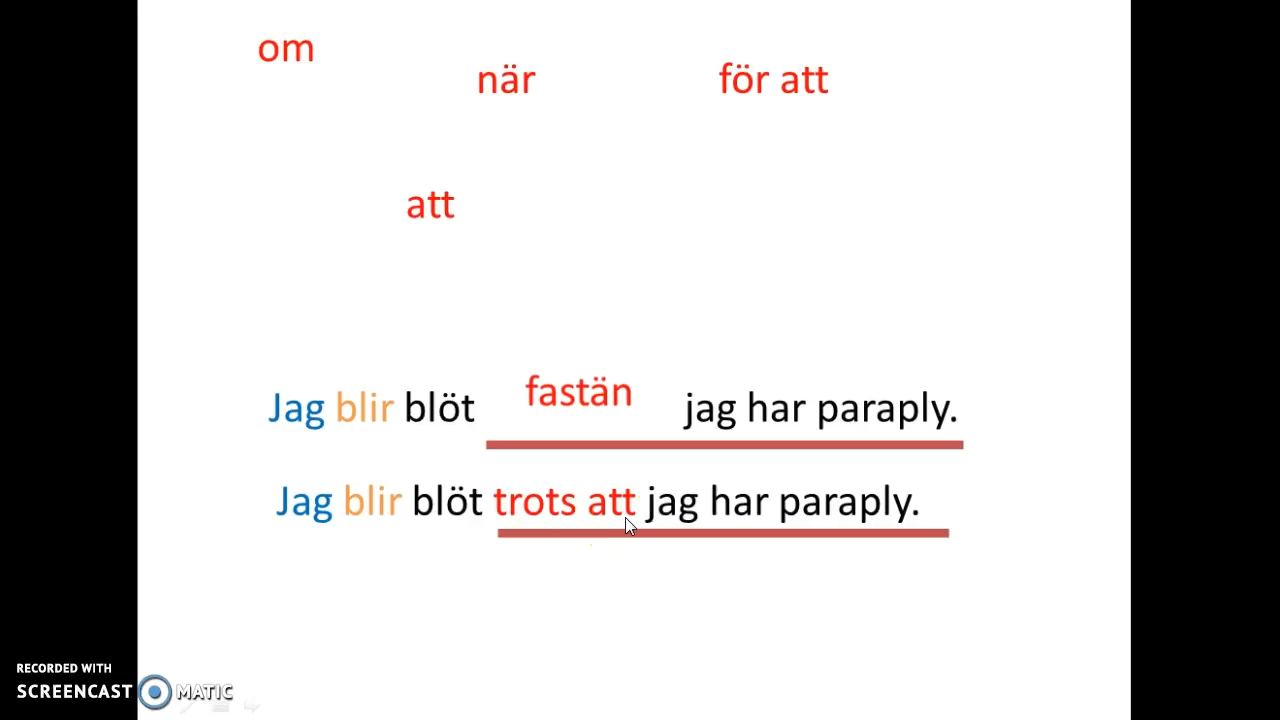 om
när
för att
att
Jag blir blöt fastän jag har paraply.
Jag blir blöt trots att jag har paraply.
RECORDED WITH
SCREENCAST MATIC